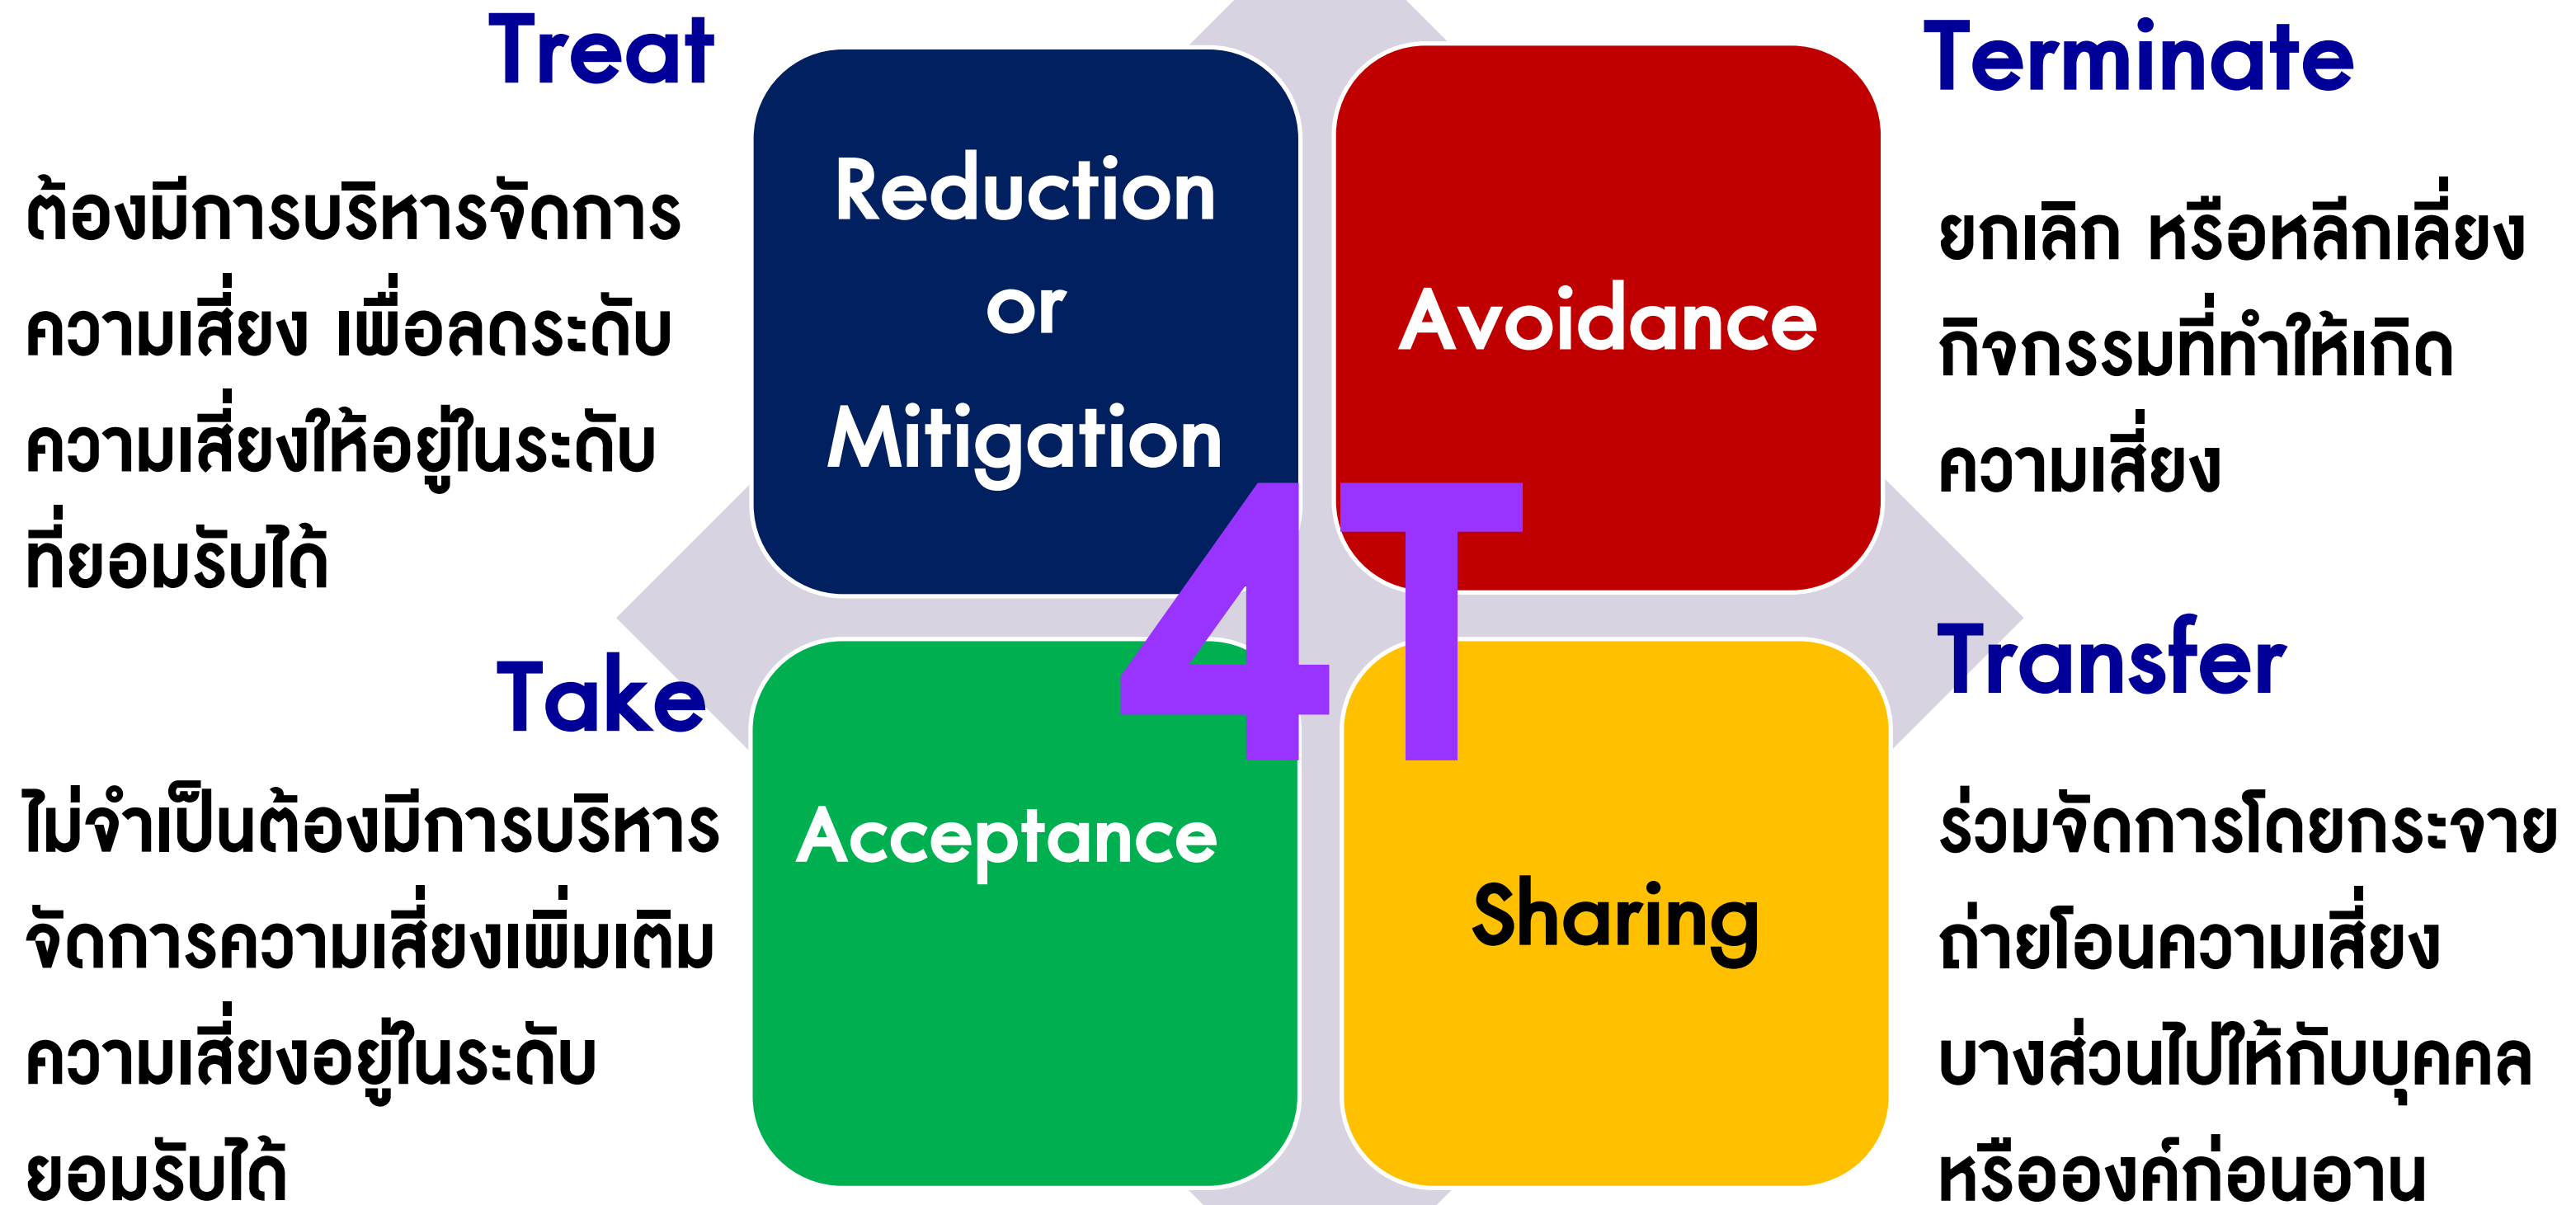 Treat
ต้องมีการบริหารจัดการ
ความเสี่ยง เพื่อลดระดับ
ความเสี่ยงให้อยู่ในระดับ
ที่ยอมรับได้
Reduction
or
Mitigation
Avoidance
Terminate
ยกเลิก หรือหลีกเลี่ยง
กิจกรรมที่ทำให้เกิด
ความเสี่ยง
4T
Take
ไม่จำเป็นต้องมีการบริหาร
จัดการความเสี่ยงเพิ่มเติม
ความเสี่ยงอยู่ในระดับ
ยอมรับได้
Acceptance
Sharing
Transfer
ร่วมจัดการโดยกระจาย
ถ่ายโอนความเสี่ยง
บางส่วนไปให้กับบุคคล
หรือองค์ก่อนอาน